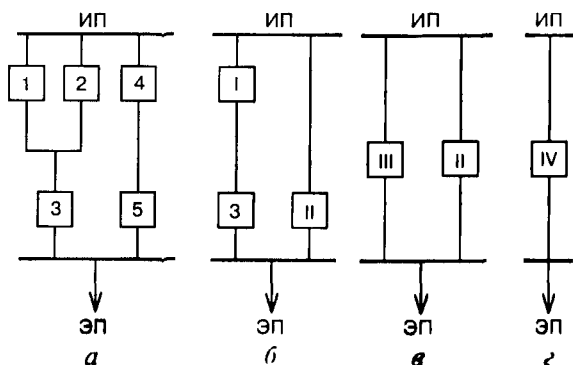 ИП ИП ИП ИП
1 2 4 I
III II IV
3 5 3 II
ЭП ЭП ЭП ЭП
а б в г